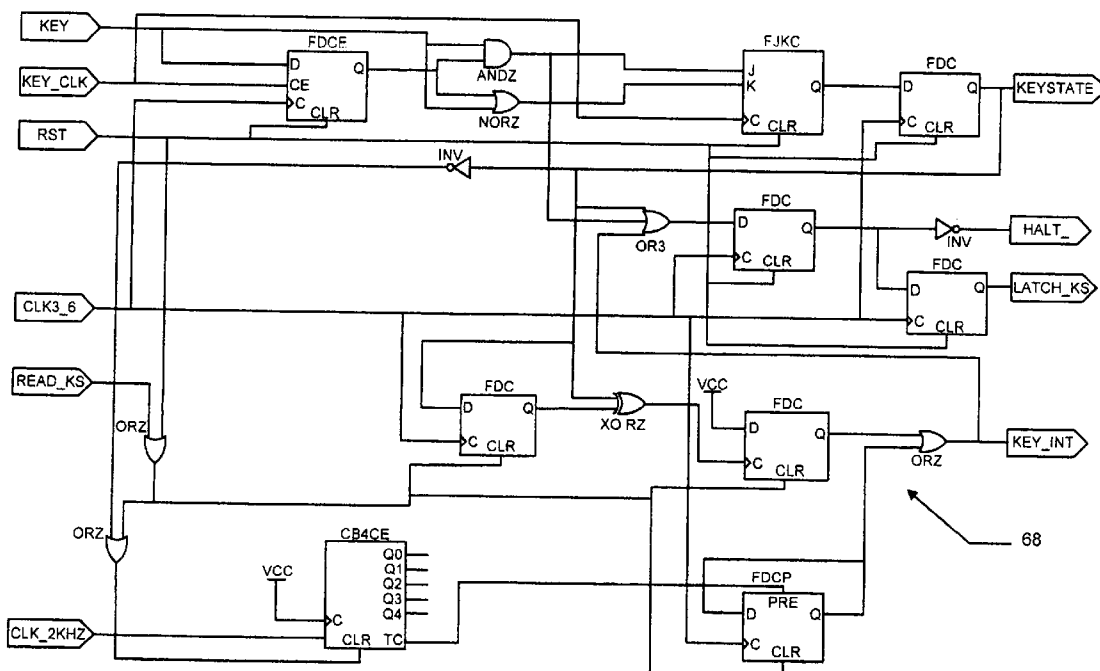 KEY
FDCE
D
Q
CE
C
CLR
KEY_CLK
RST
ANDZ
NORZ
FJKC
J
K
Q
C
CLR
FDC
D
Q
C
CLR
KEYSTATE
INV
OR3
FDC
D
Q
C
CLR
INV
HALT_
FDC
D
Q
C
CLR
LATCH_KS
CLK3_6
READ_KS
ORZ
FDC
D
Q
C
CLR
XO RZ
VCC
FDC
D
Q
C
CLR
ORZ
KEY_INT
68
ORZ
CB4CE
Q0
Q1
Q2
Q3
Q4
VCC
C
CLR
TC
CLK_2KHZ
FDCP
PRE
D
Q
C
CLR